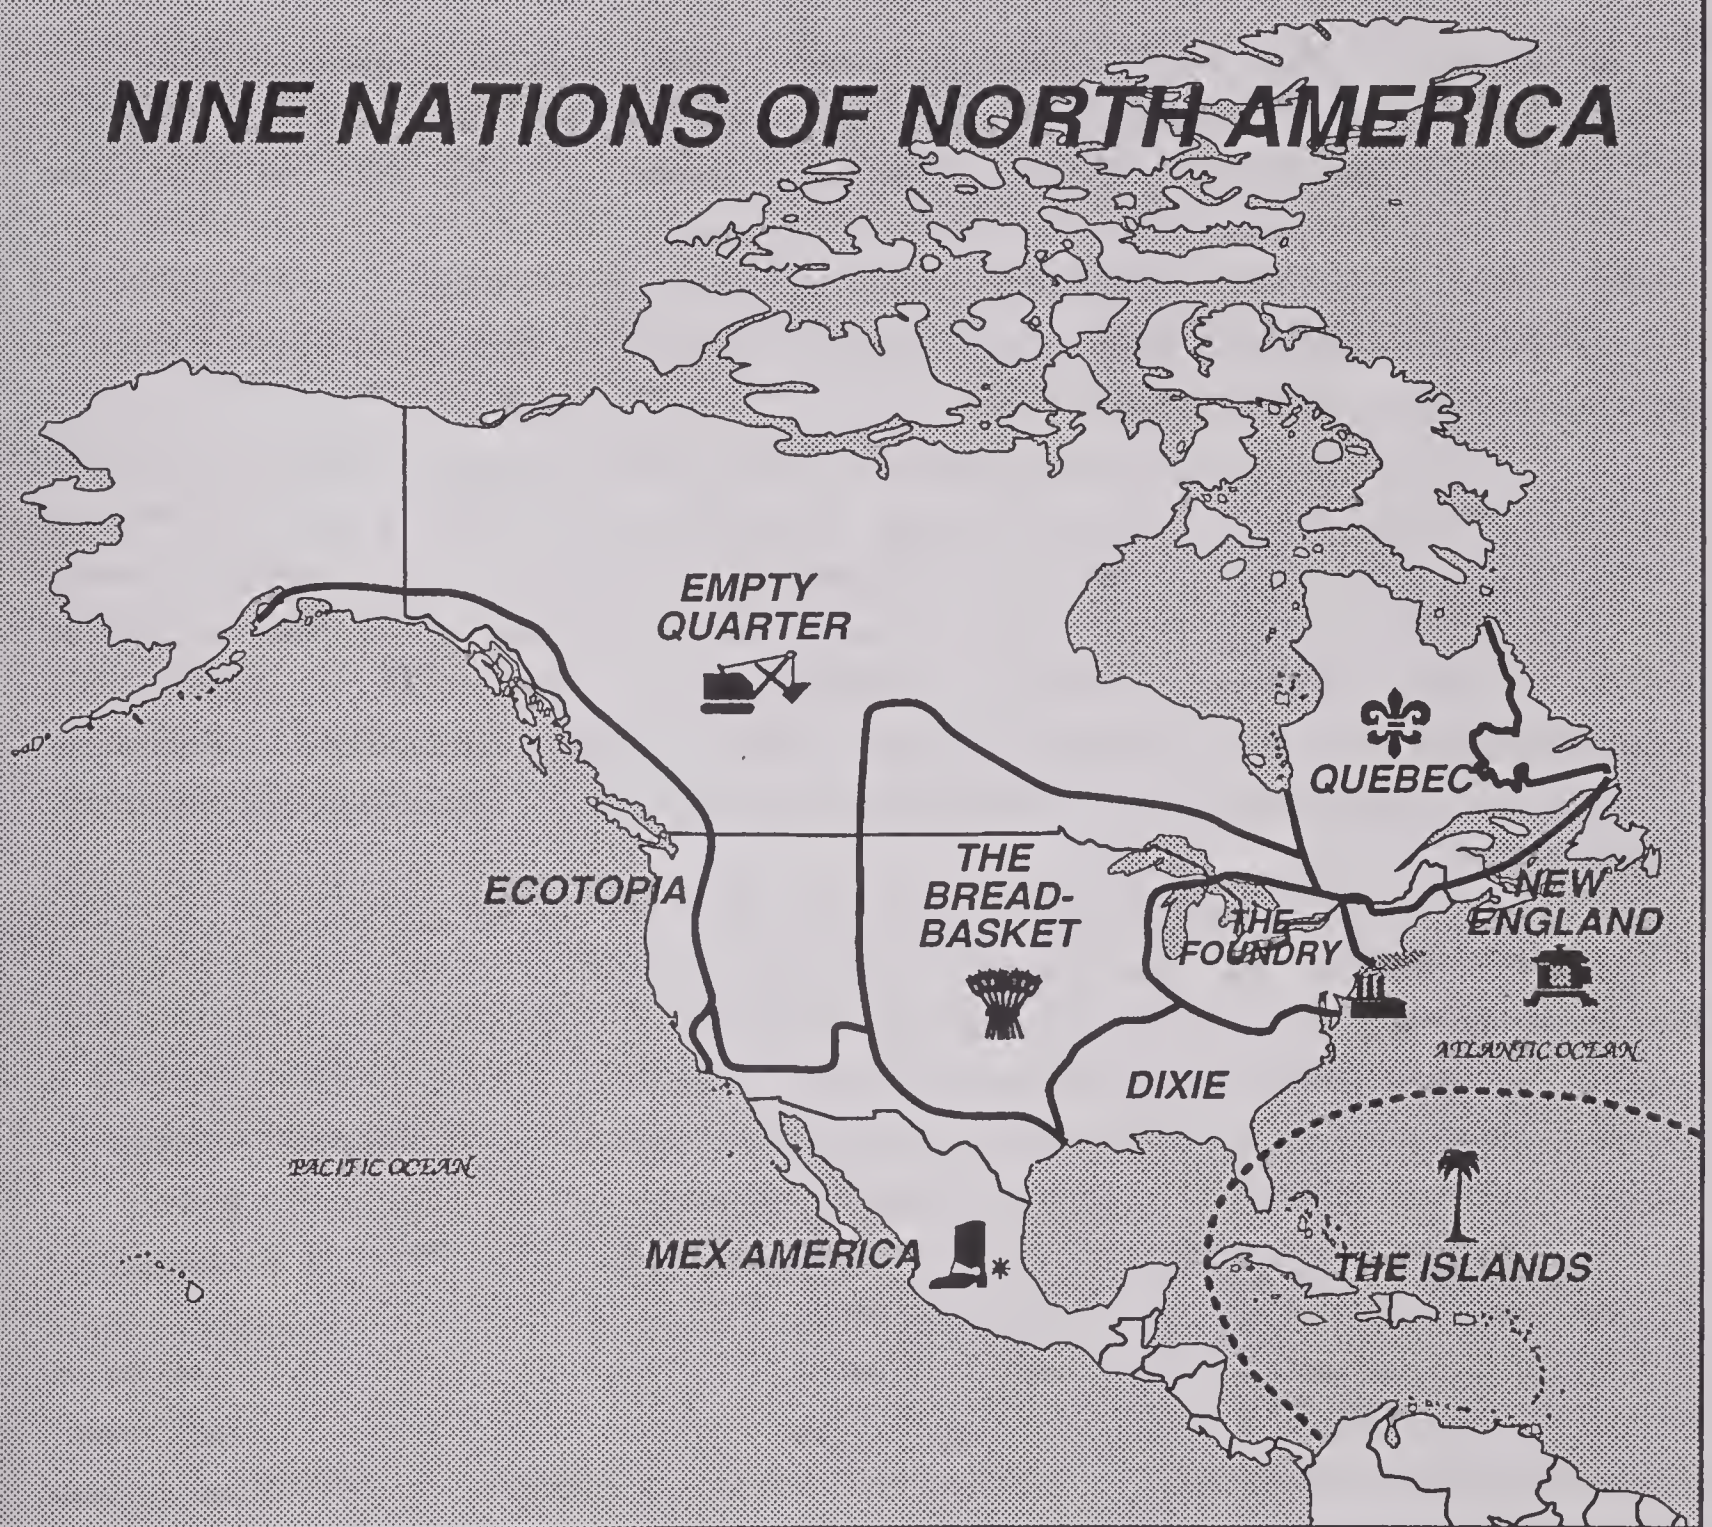 NINE NATIONS OF NORTH AMERICA
EMPTY
QUARTER
QUEBEC
THE
BREAD-
BASKET
ECOTOPIA
NEW
ENGLAND
THE
FOUNDRY
ATLANTIC OCEAN
DIXIE
PACIFIC OCEAN
MEX AMERICA
*
THE ISLANDS